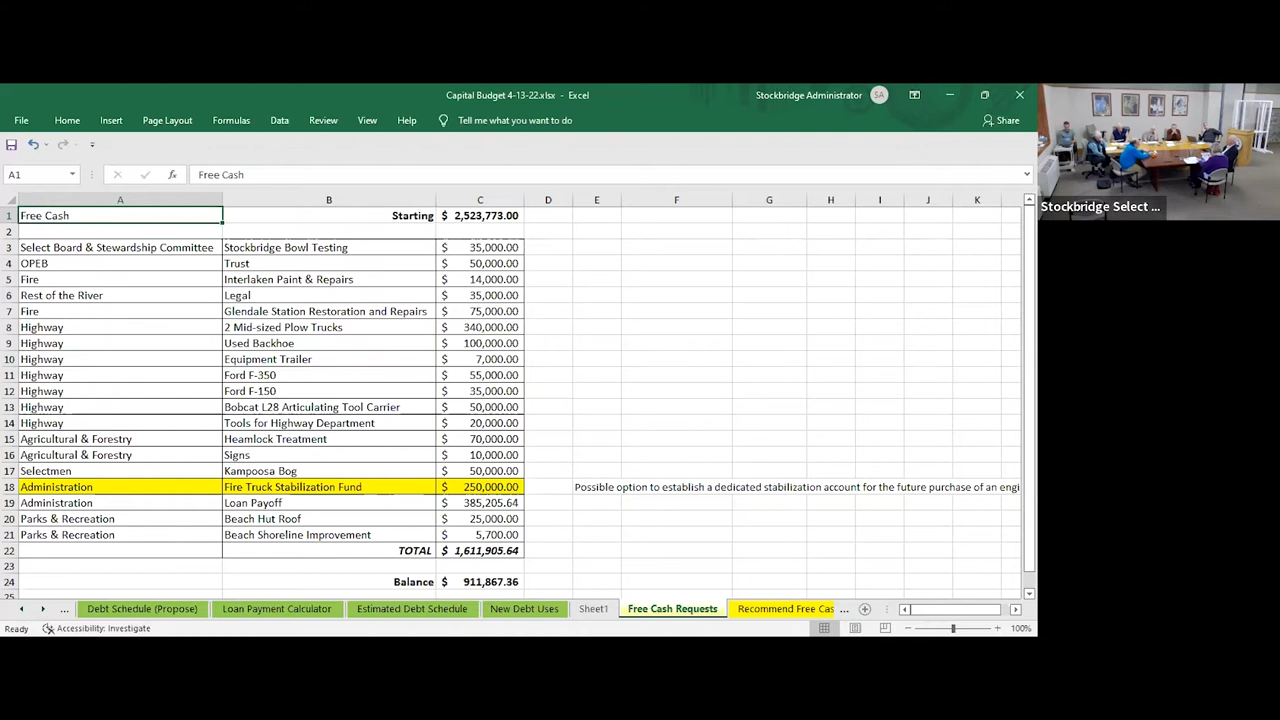 Capital Budget 4-13-22.xlsx - Excel
Stockbridge Administrator SA
File Home Insert Page Layout Formulas Data Review View Help Tell me what you want to do Share
A1 fx Free Cash
A B C D E F G H I J K
1 Free Cash Starting $ 2,523,773.00
2
3 Select Board & Stewardship Committee Stockbridge Bowl Testing $ 35,000.00
4 OPEB Trust $ 50,000.00
5 Fire Interlaken Paint & Repairs $ 14,000.00
6 Rest of the River Legal $ 35,000.00
7 Fire Glendale Station Restoration and Repairs $ 75,000.00
8 Highway 2 Mid-sized Plow Trucks $ 340,000.00
9 Highway Used Backhoe $ 100,000.00
10 Highway Equipment Trailer $ 7,000.00
11 Highway Ford F-350 $ 55,000.00
12 Highway Ford F-150 $ 35,000.00
13 Highway Bobcat L28 Articulating Tool Carrier $ 50,000.00
14 Highway Tools for Highway Department $ 20,000.00
15 Agricultural & Forestry Heamlock Treatment $ 70,000.00
16 Agricultural & Forestry Signs $ 10,000.00
17 Selectmen Kampoosa Bog $ 50,000.00
18 Administration Fire Truck Stabilization Fund $ 250,000.00 Possible option to establish a dedicated stabilization account for the future purchase of an engi
19 Administration Loan Payoff $ 385,205.64
20 Parks & Recreation Beach Hut Roof $ 25,000.00
21 Parks & Recreation Beach Shoreline Improvement $ 5,700.00
22 TOTAL $ 1,611,905.64
23
24 Balance $ 911,867.36
25
... Debt Schedule (Propose) Loan Payment Calculator Estimated Debt Schedule New Debt Uses Sheet1 Free Cash Requests Recommend Free Cas ...
Ready Accessibility: Investigate 100%
Stockbridge Select ...